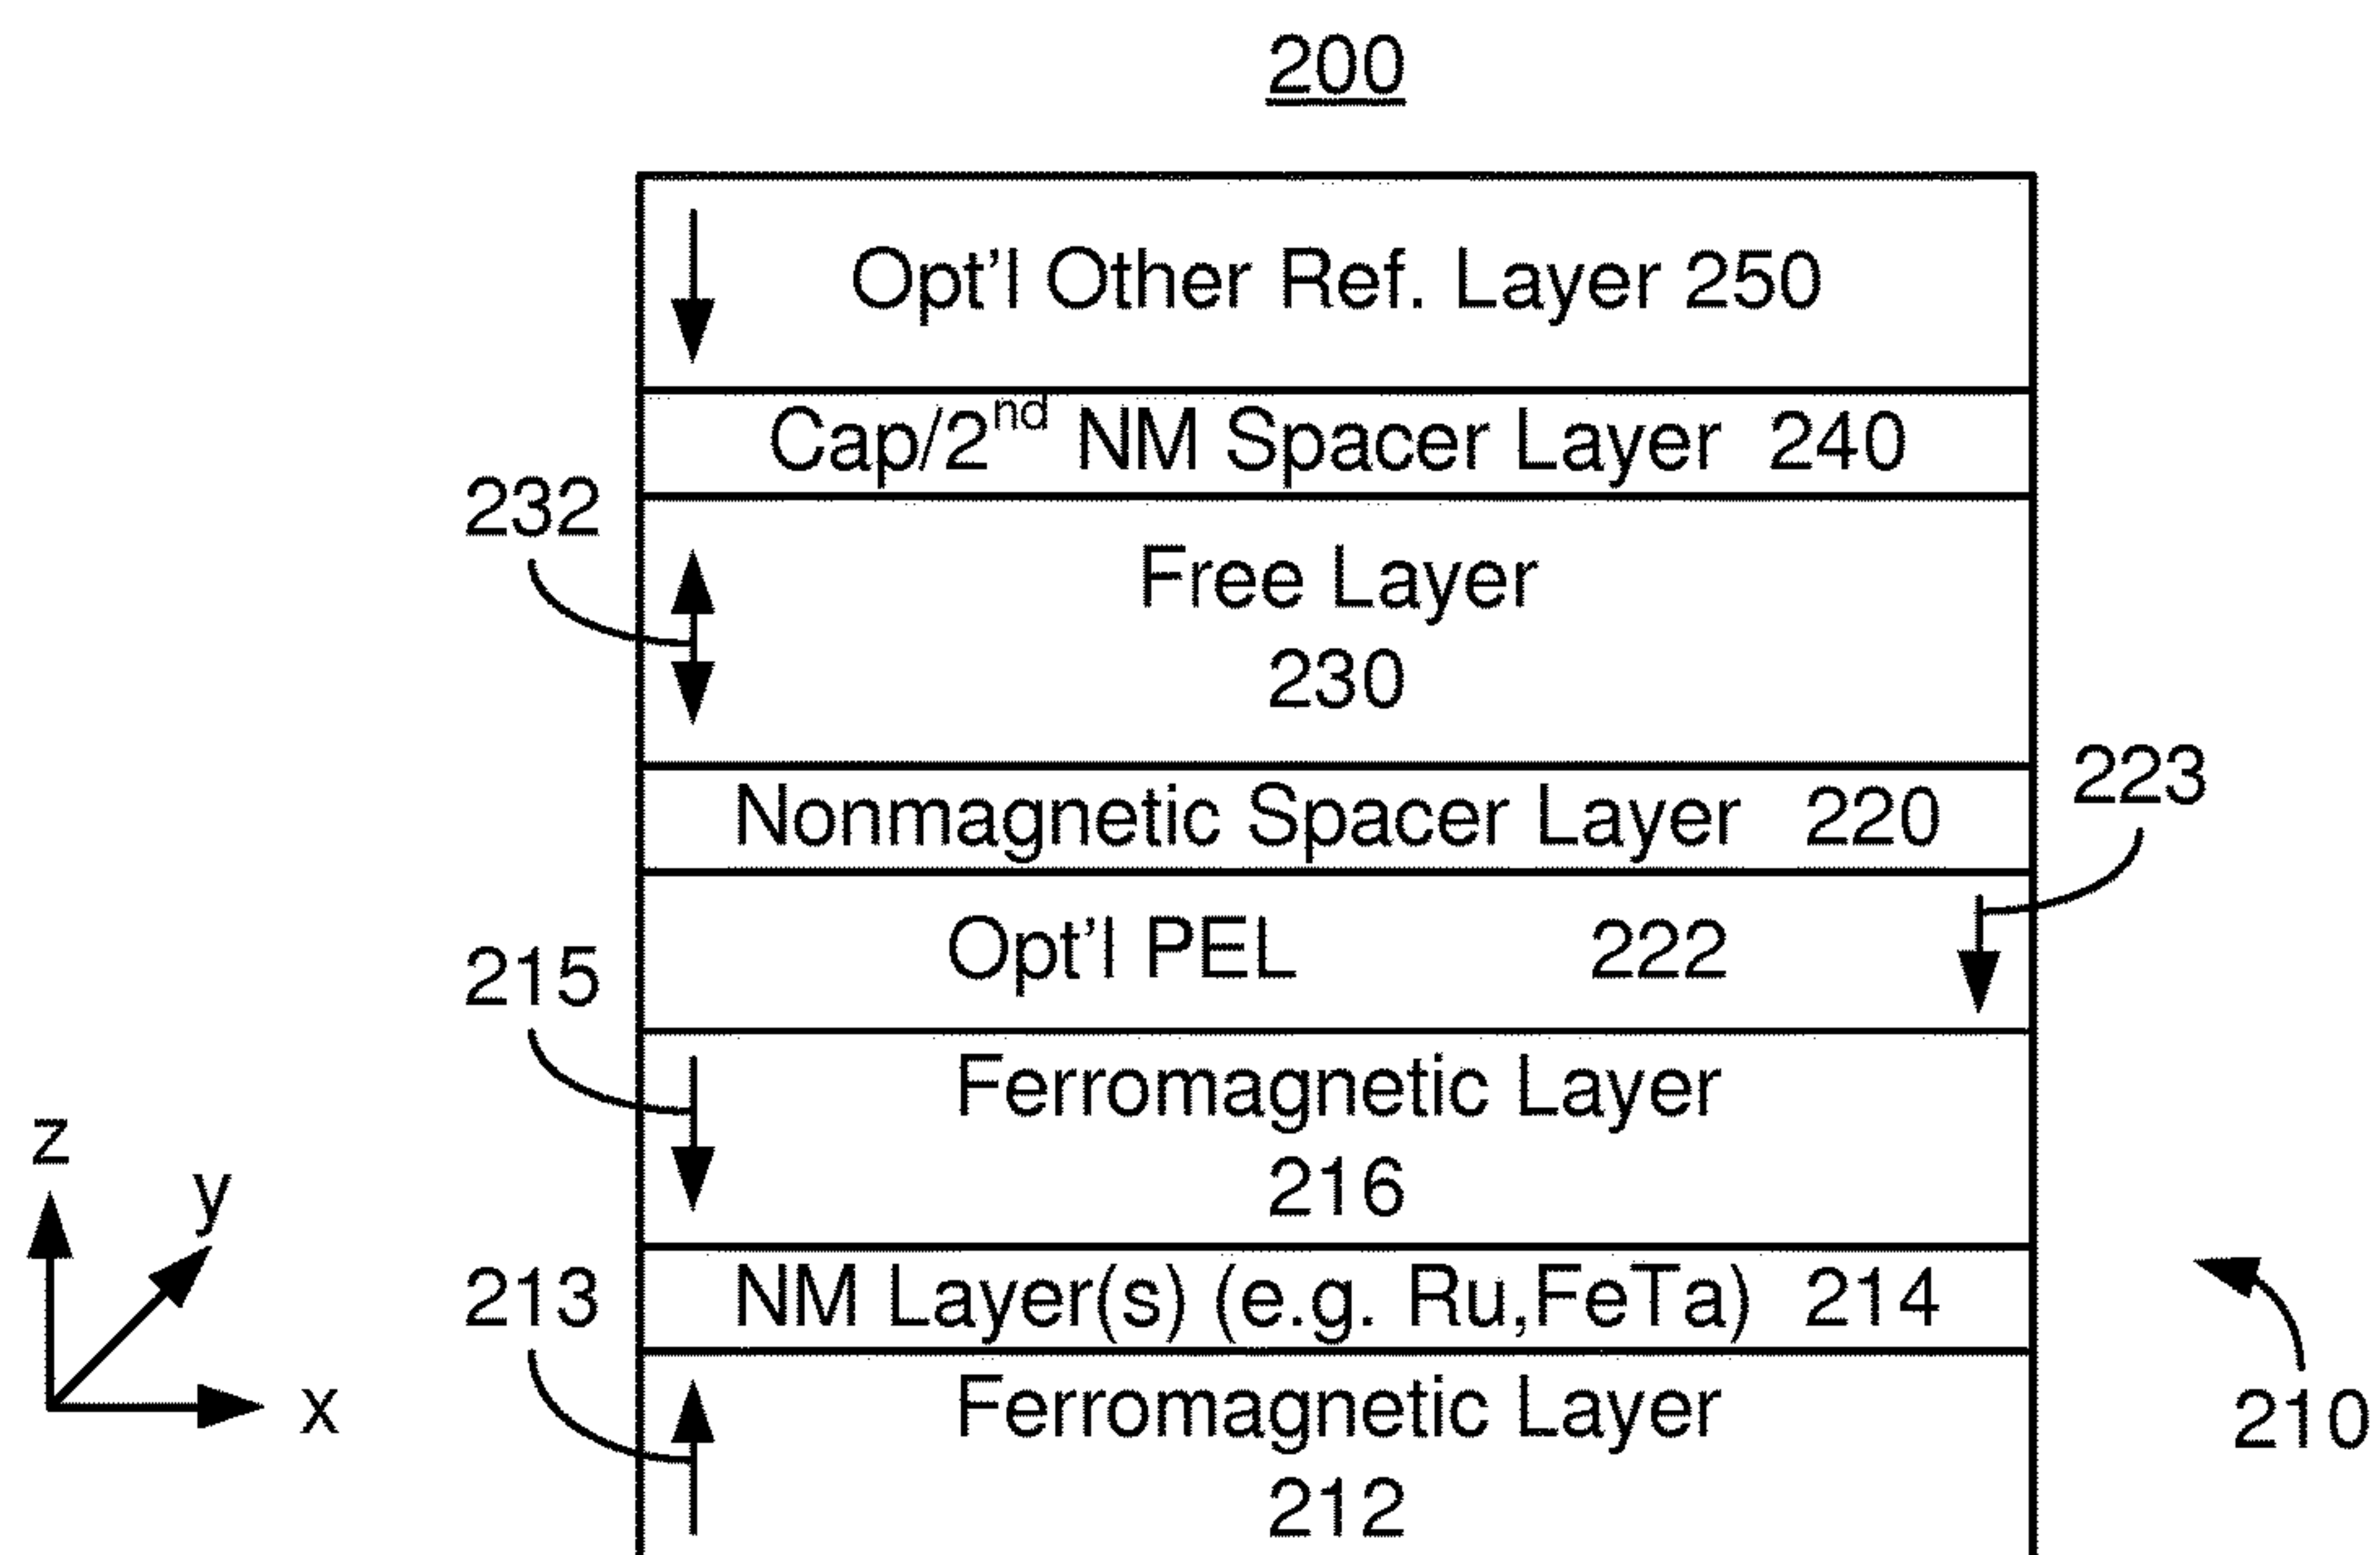 200
Opt'l Other Ref. Layer 250
Cap/2nd NM Spacer Layer 240
232
Free Layer
230
223
Nonmagnetic Spacer Layer 220
Opt'l PEL 222
215
Ferromagnetic Layer
216
z
y
x
213
NM Layer(s) (e.g. Ru,FeTa) 214
Ferromagnetic Layer
212
210